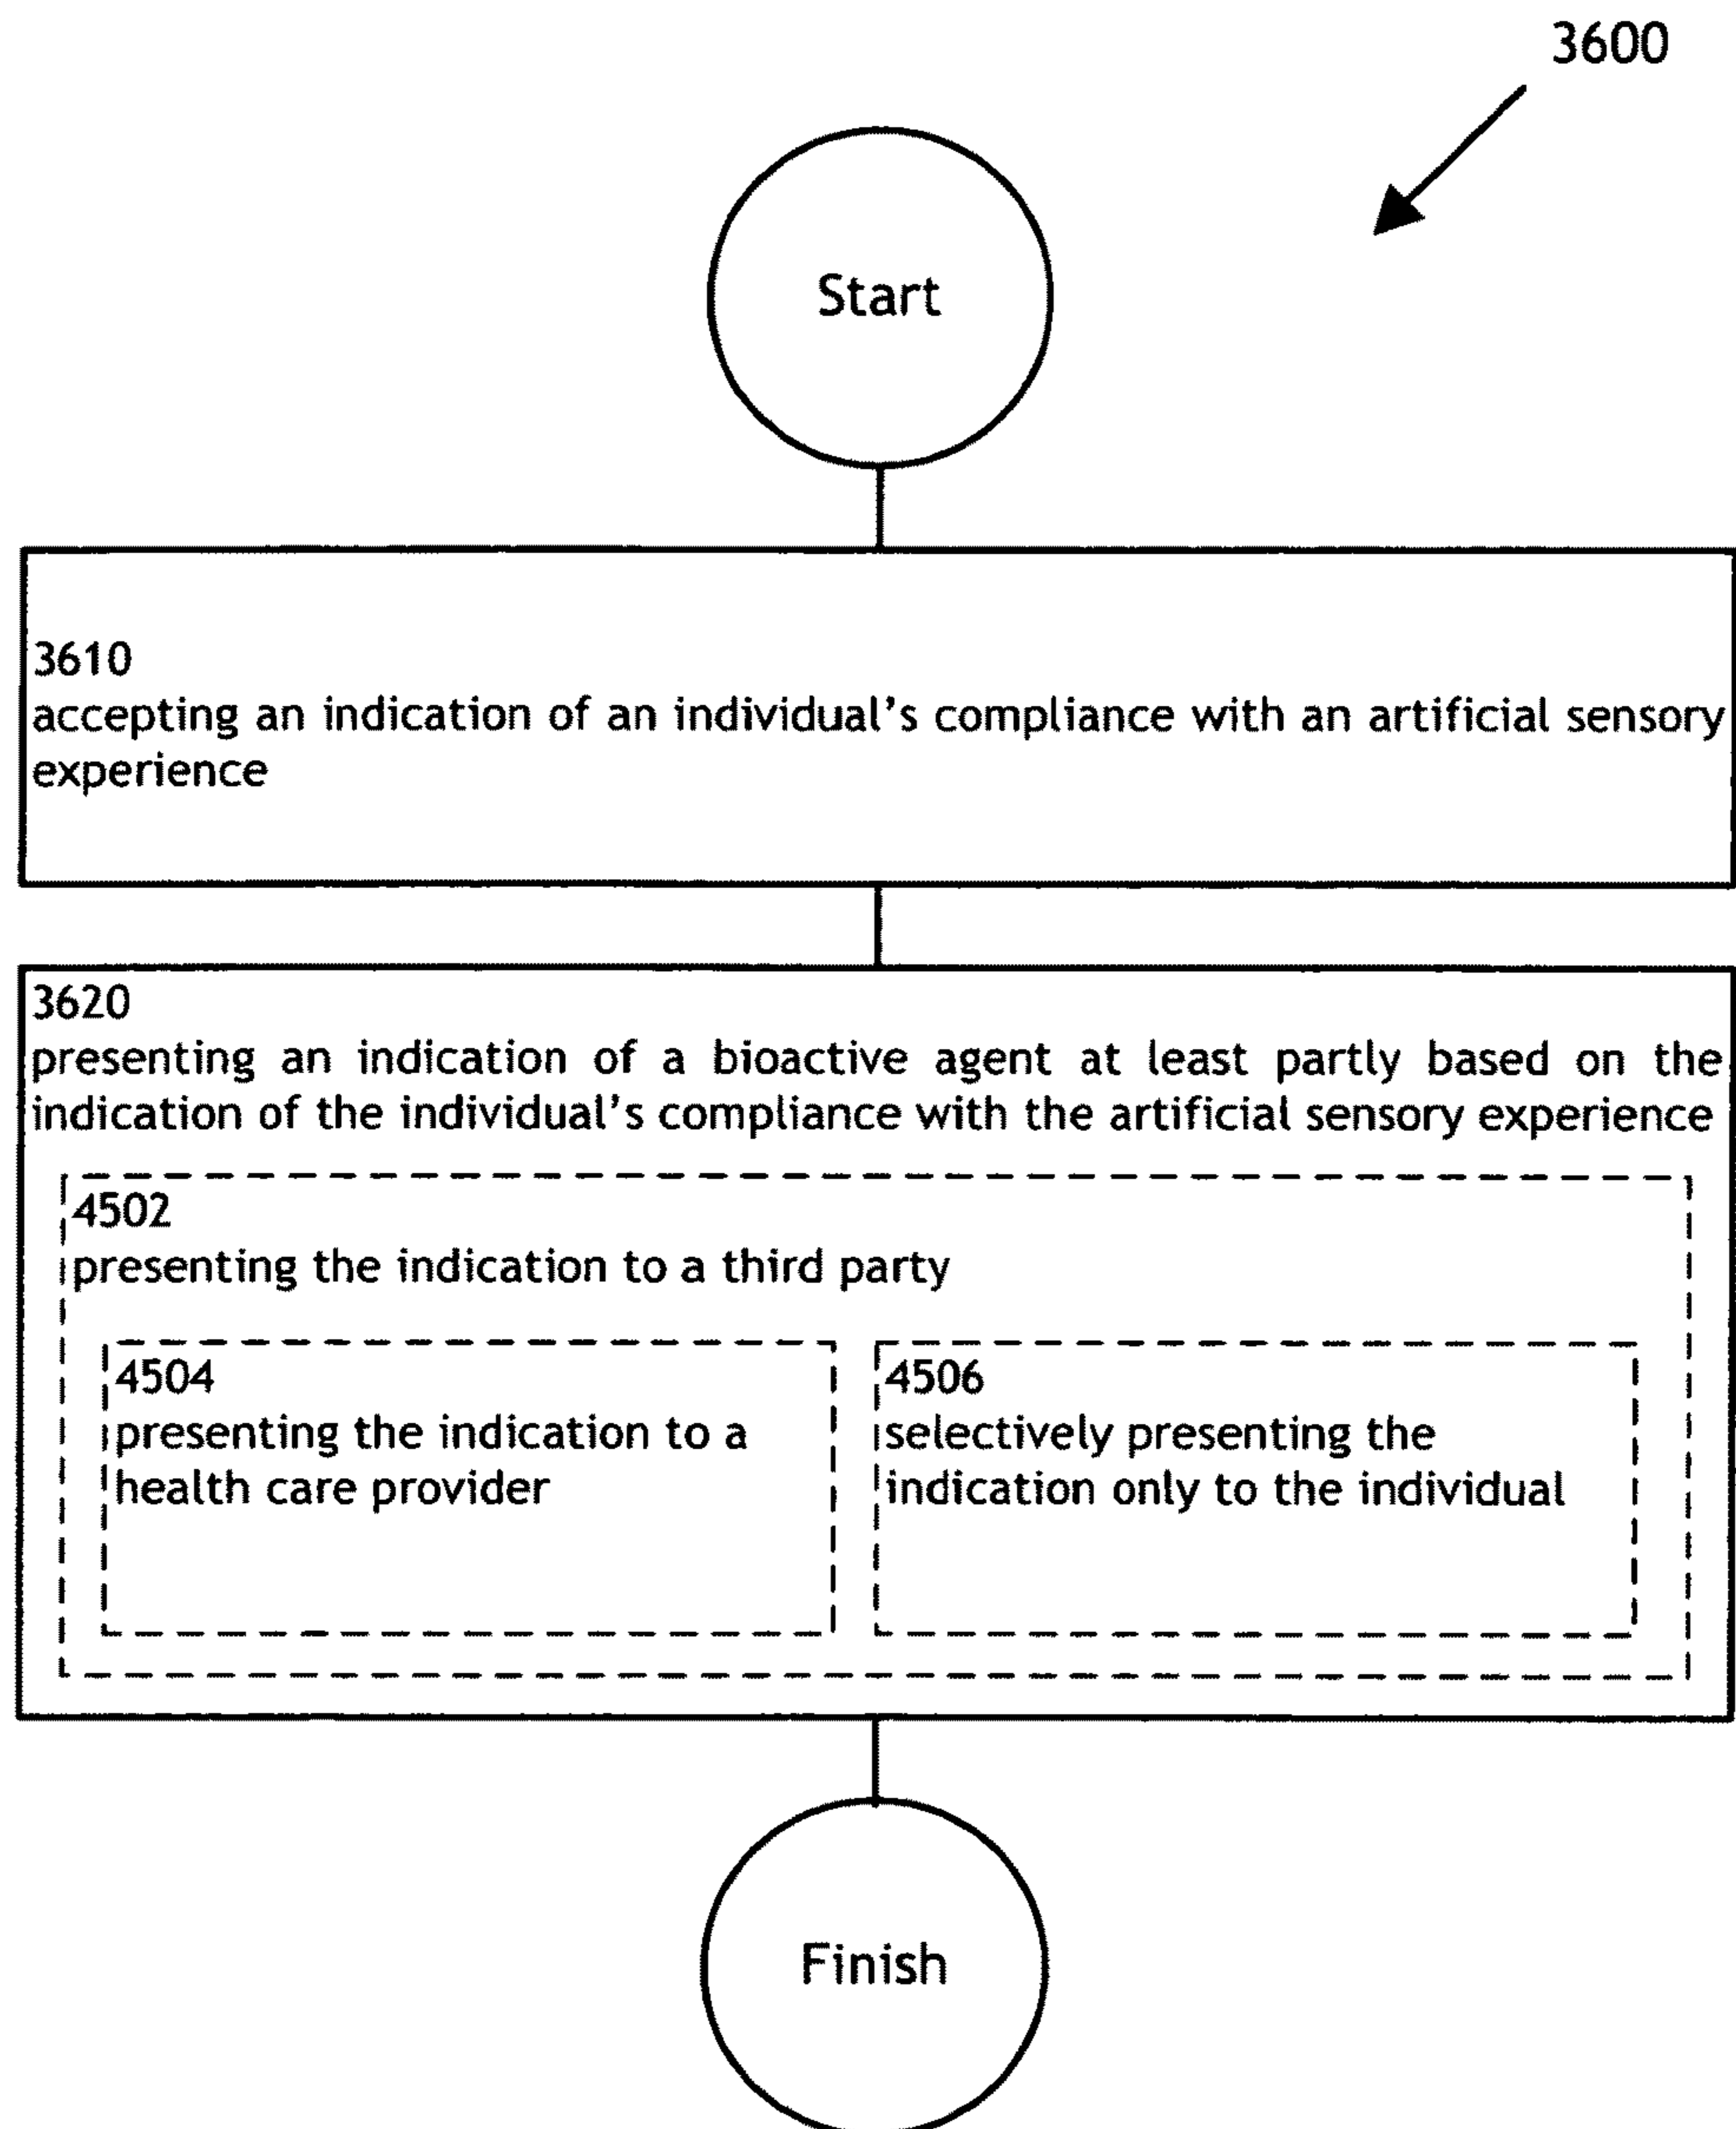 3600
Start
3610
accepting an indication of an individual's compliance with an artificial sensory
experience
3620
presenting an indication of a bioactive agent at least partly based on the
indication of the individual's compliance with the artificial sensory experience
4502
presenting the indication to a third party
4504
presenting the indication to a
health care provider
4506
selectively presenting the
indication only to the individual
Finish